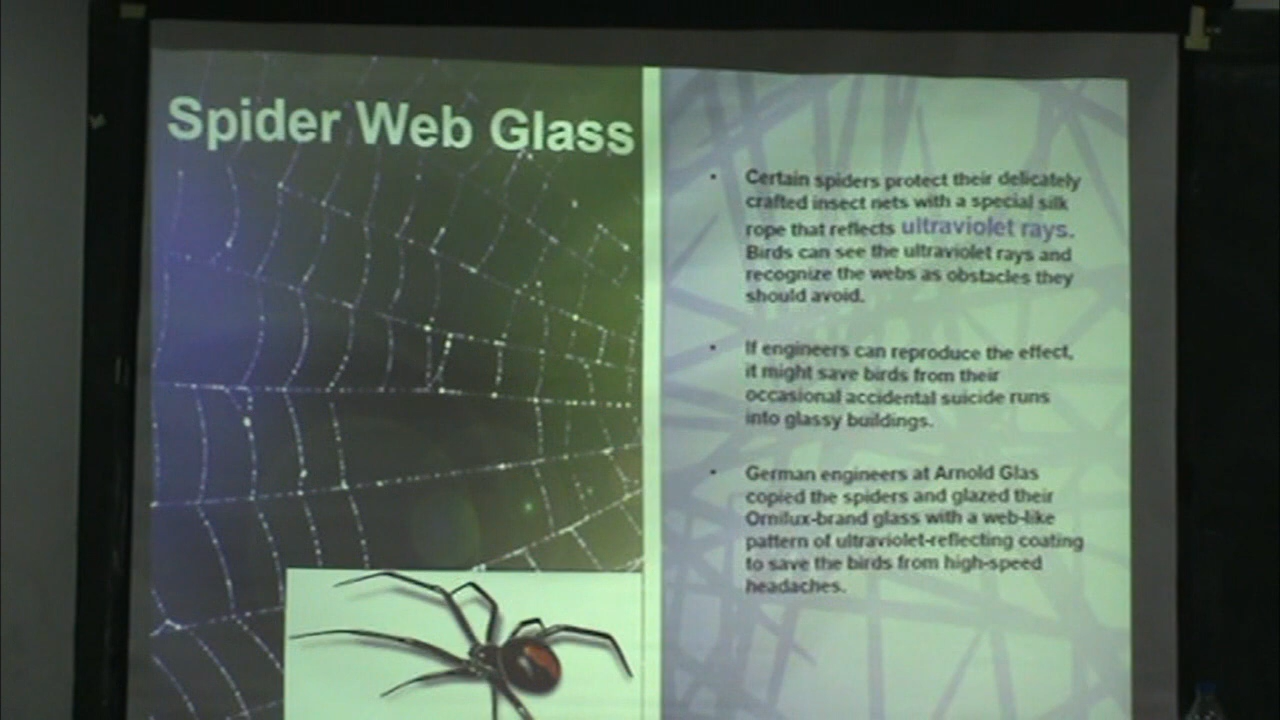 Spider Web Glass
• Certain spiders protect their delicately
crafted insect nets with a special silk
rope that reflects ultraviolet rays.
Birds can see the ultraviolet rays and
recognize the webs as obstacles they
should avoid.
• If engineers can reproduce the effect,
it might save birds from their
occasional accidental suicide runs
into glassy buildings.
• German engineers at Arnold Glas
copied the spiders and glazed their
Ornilux-brand glass with a web-like
pattern of ultraviolet-reflecting coating
to save the birds from high-speed
headaches.